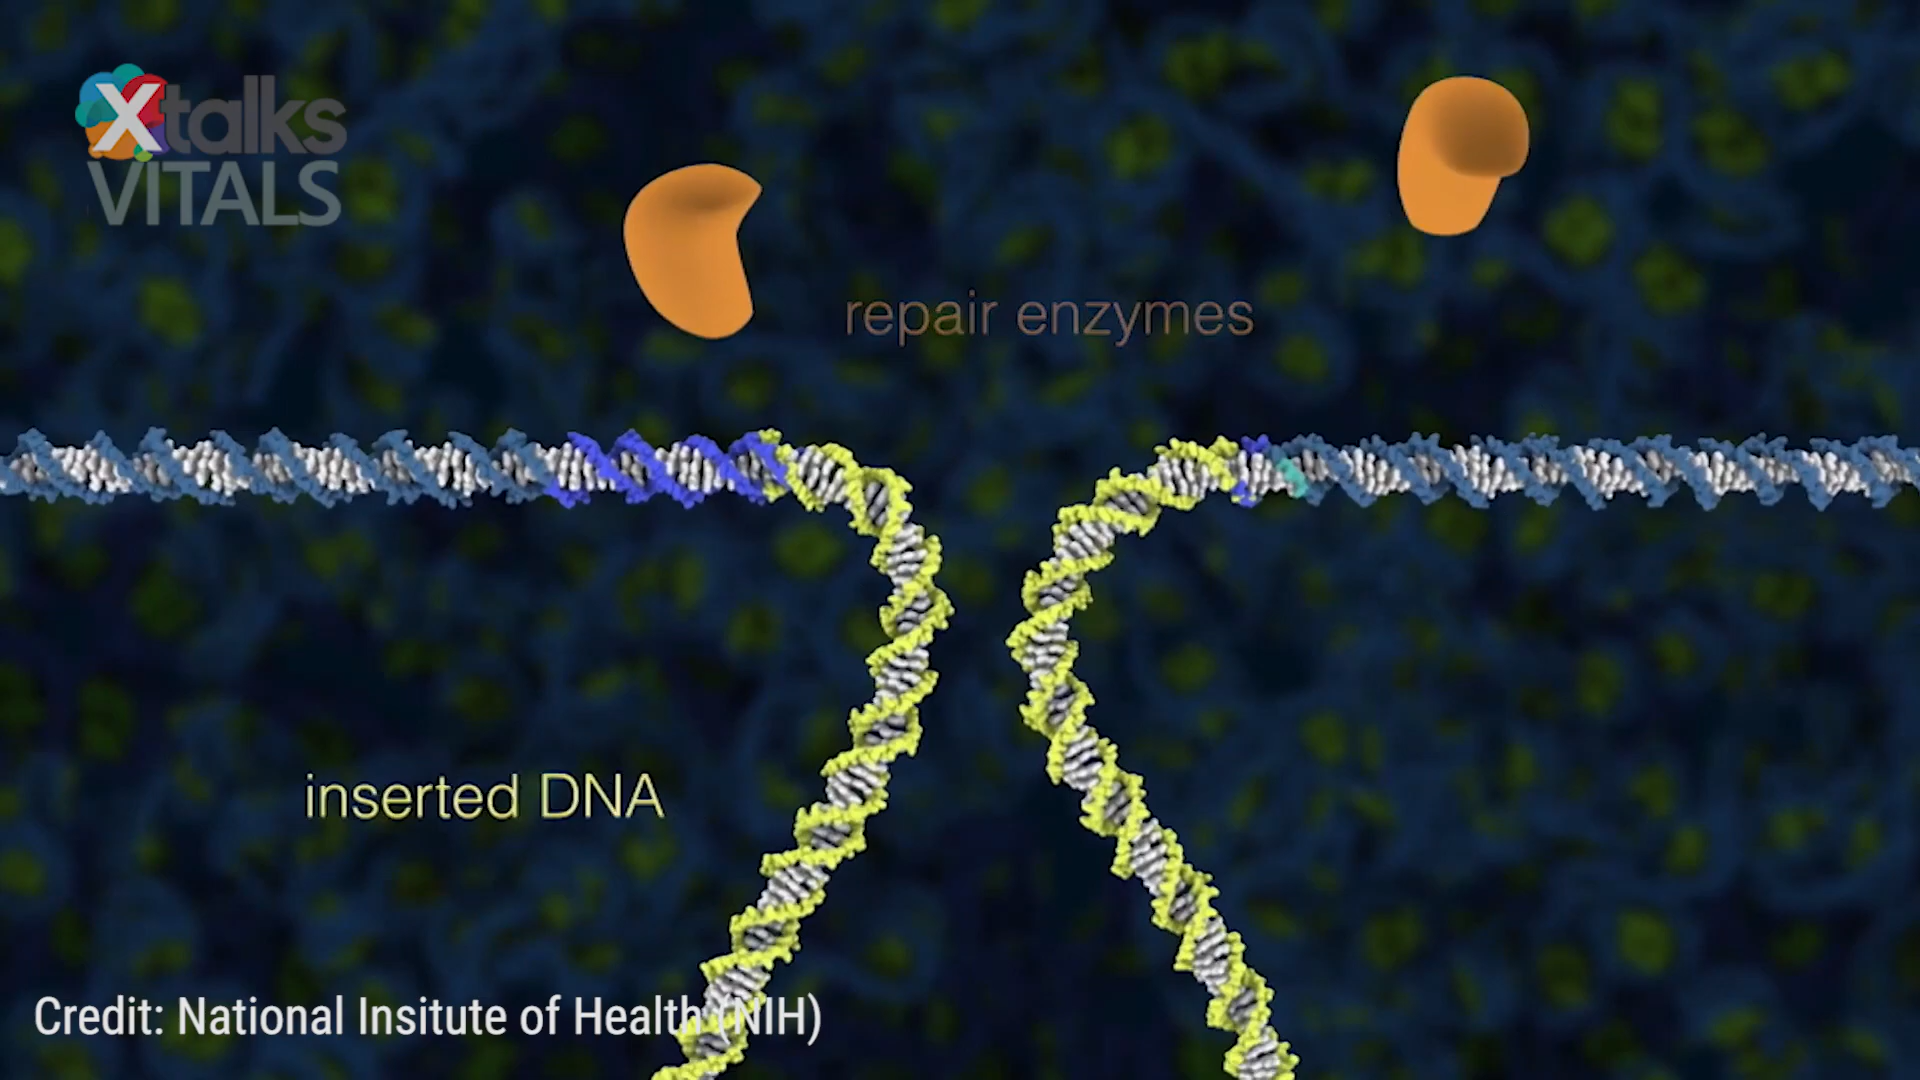 Xtalks
VITALS
repair enzymes
inserted DNA
Credit: National Insitute of Health (NIH)